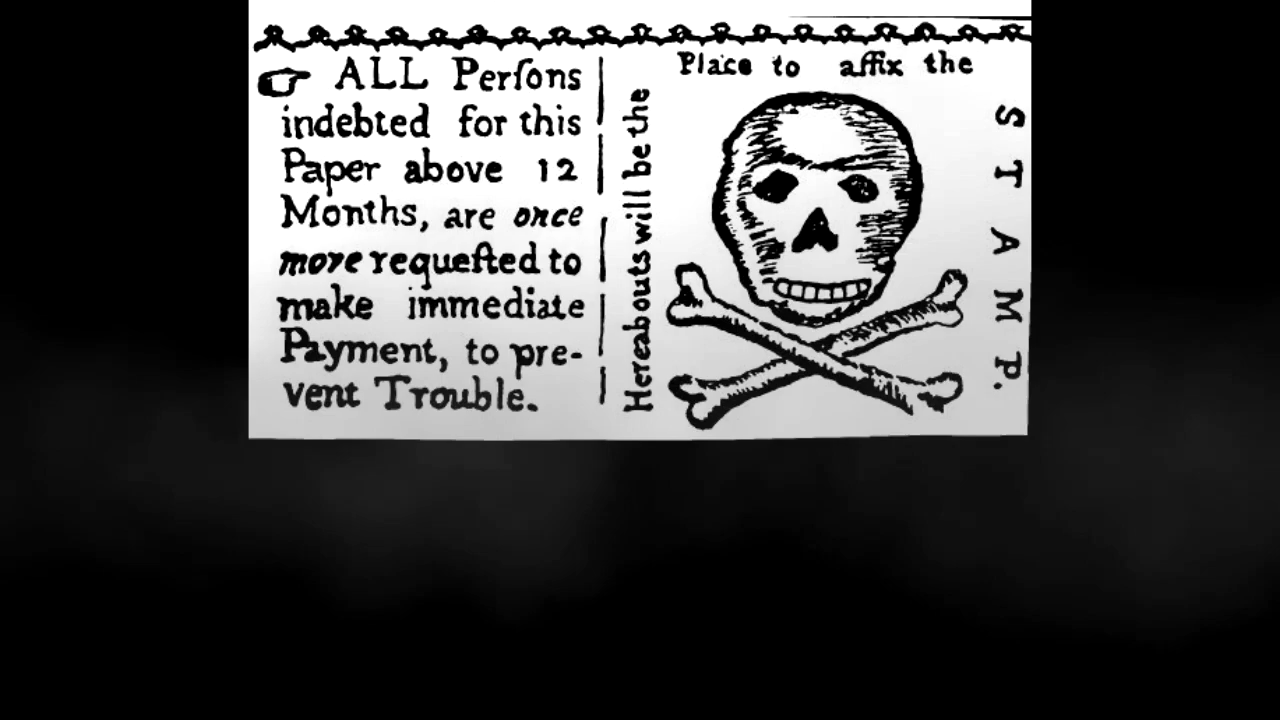 ALL Perſons
indebted for this
Paper above 12
Months, are once
more requeſted to
make immediate
Payment, to pre-
vent Trouble.
Hereabouts will be the
Place to affix the
STAMP.